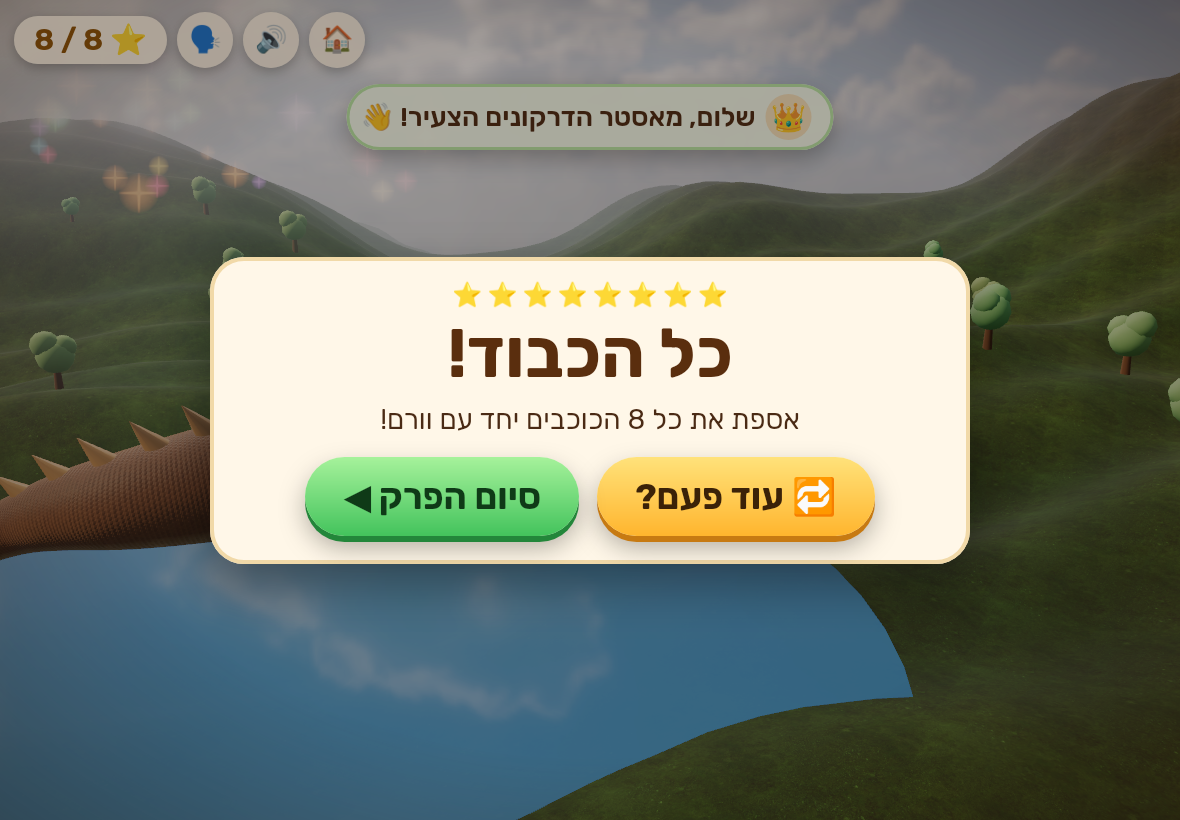 8 / 8 ⭐
שלום, מאסטר הדרקונים הצעיר! 👋
כל הכבוד!
אספת את כל 8 הכוכבים יחד עם וורם!
🔁 עוד פעם?
סיום הפרק ◀